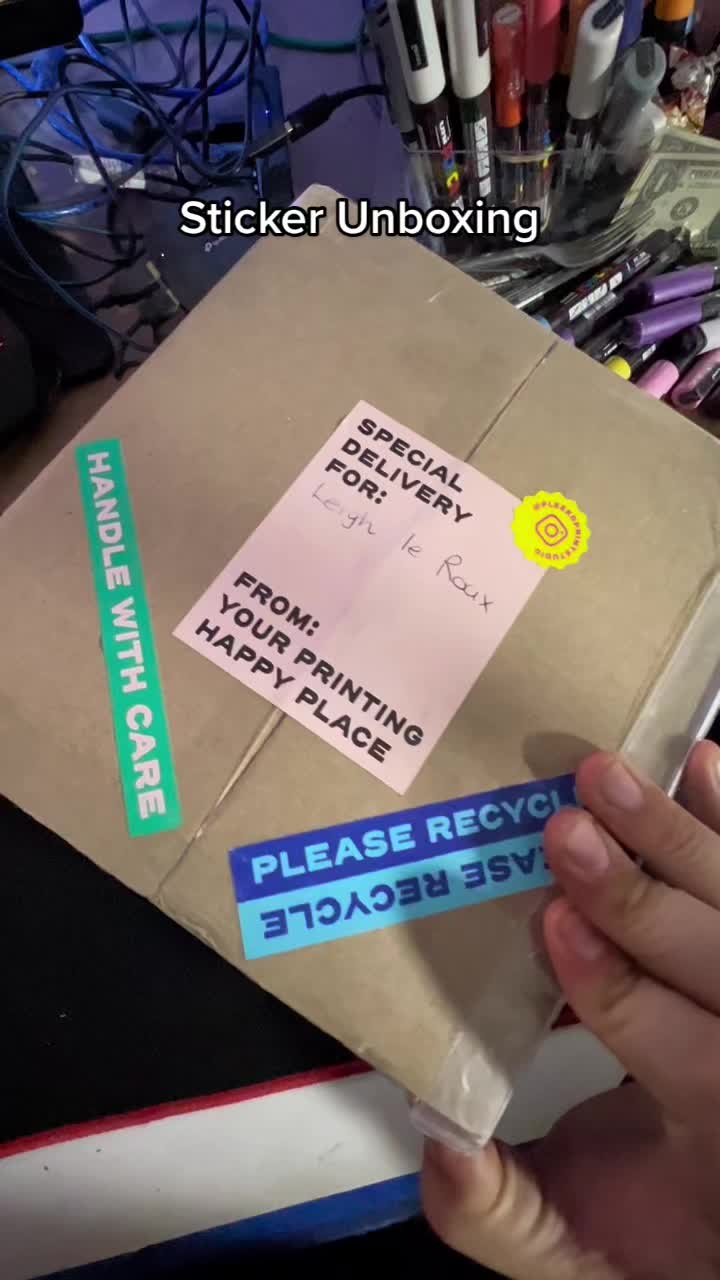 Sticker Unboxing
SPECIAL
DELIVERY
FOR:
Leigh le Roux
FROM:
YOUR PRINTING
HAPPY PLACE
HANDLE WITH CARE
PLEASE RECYCL
EASE RECYCLE